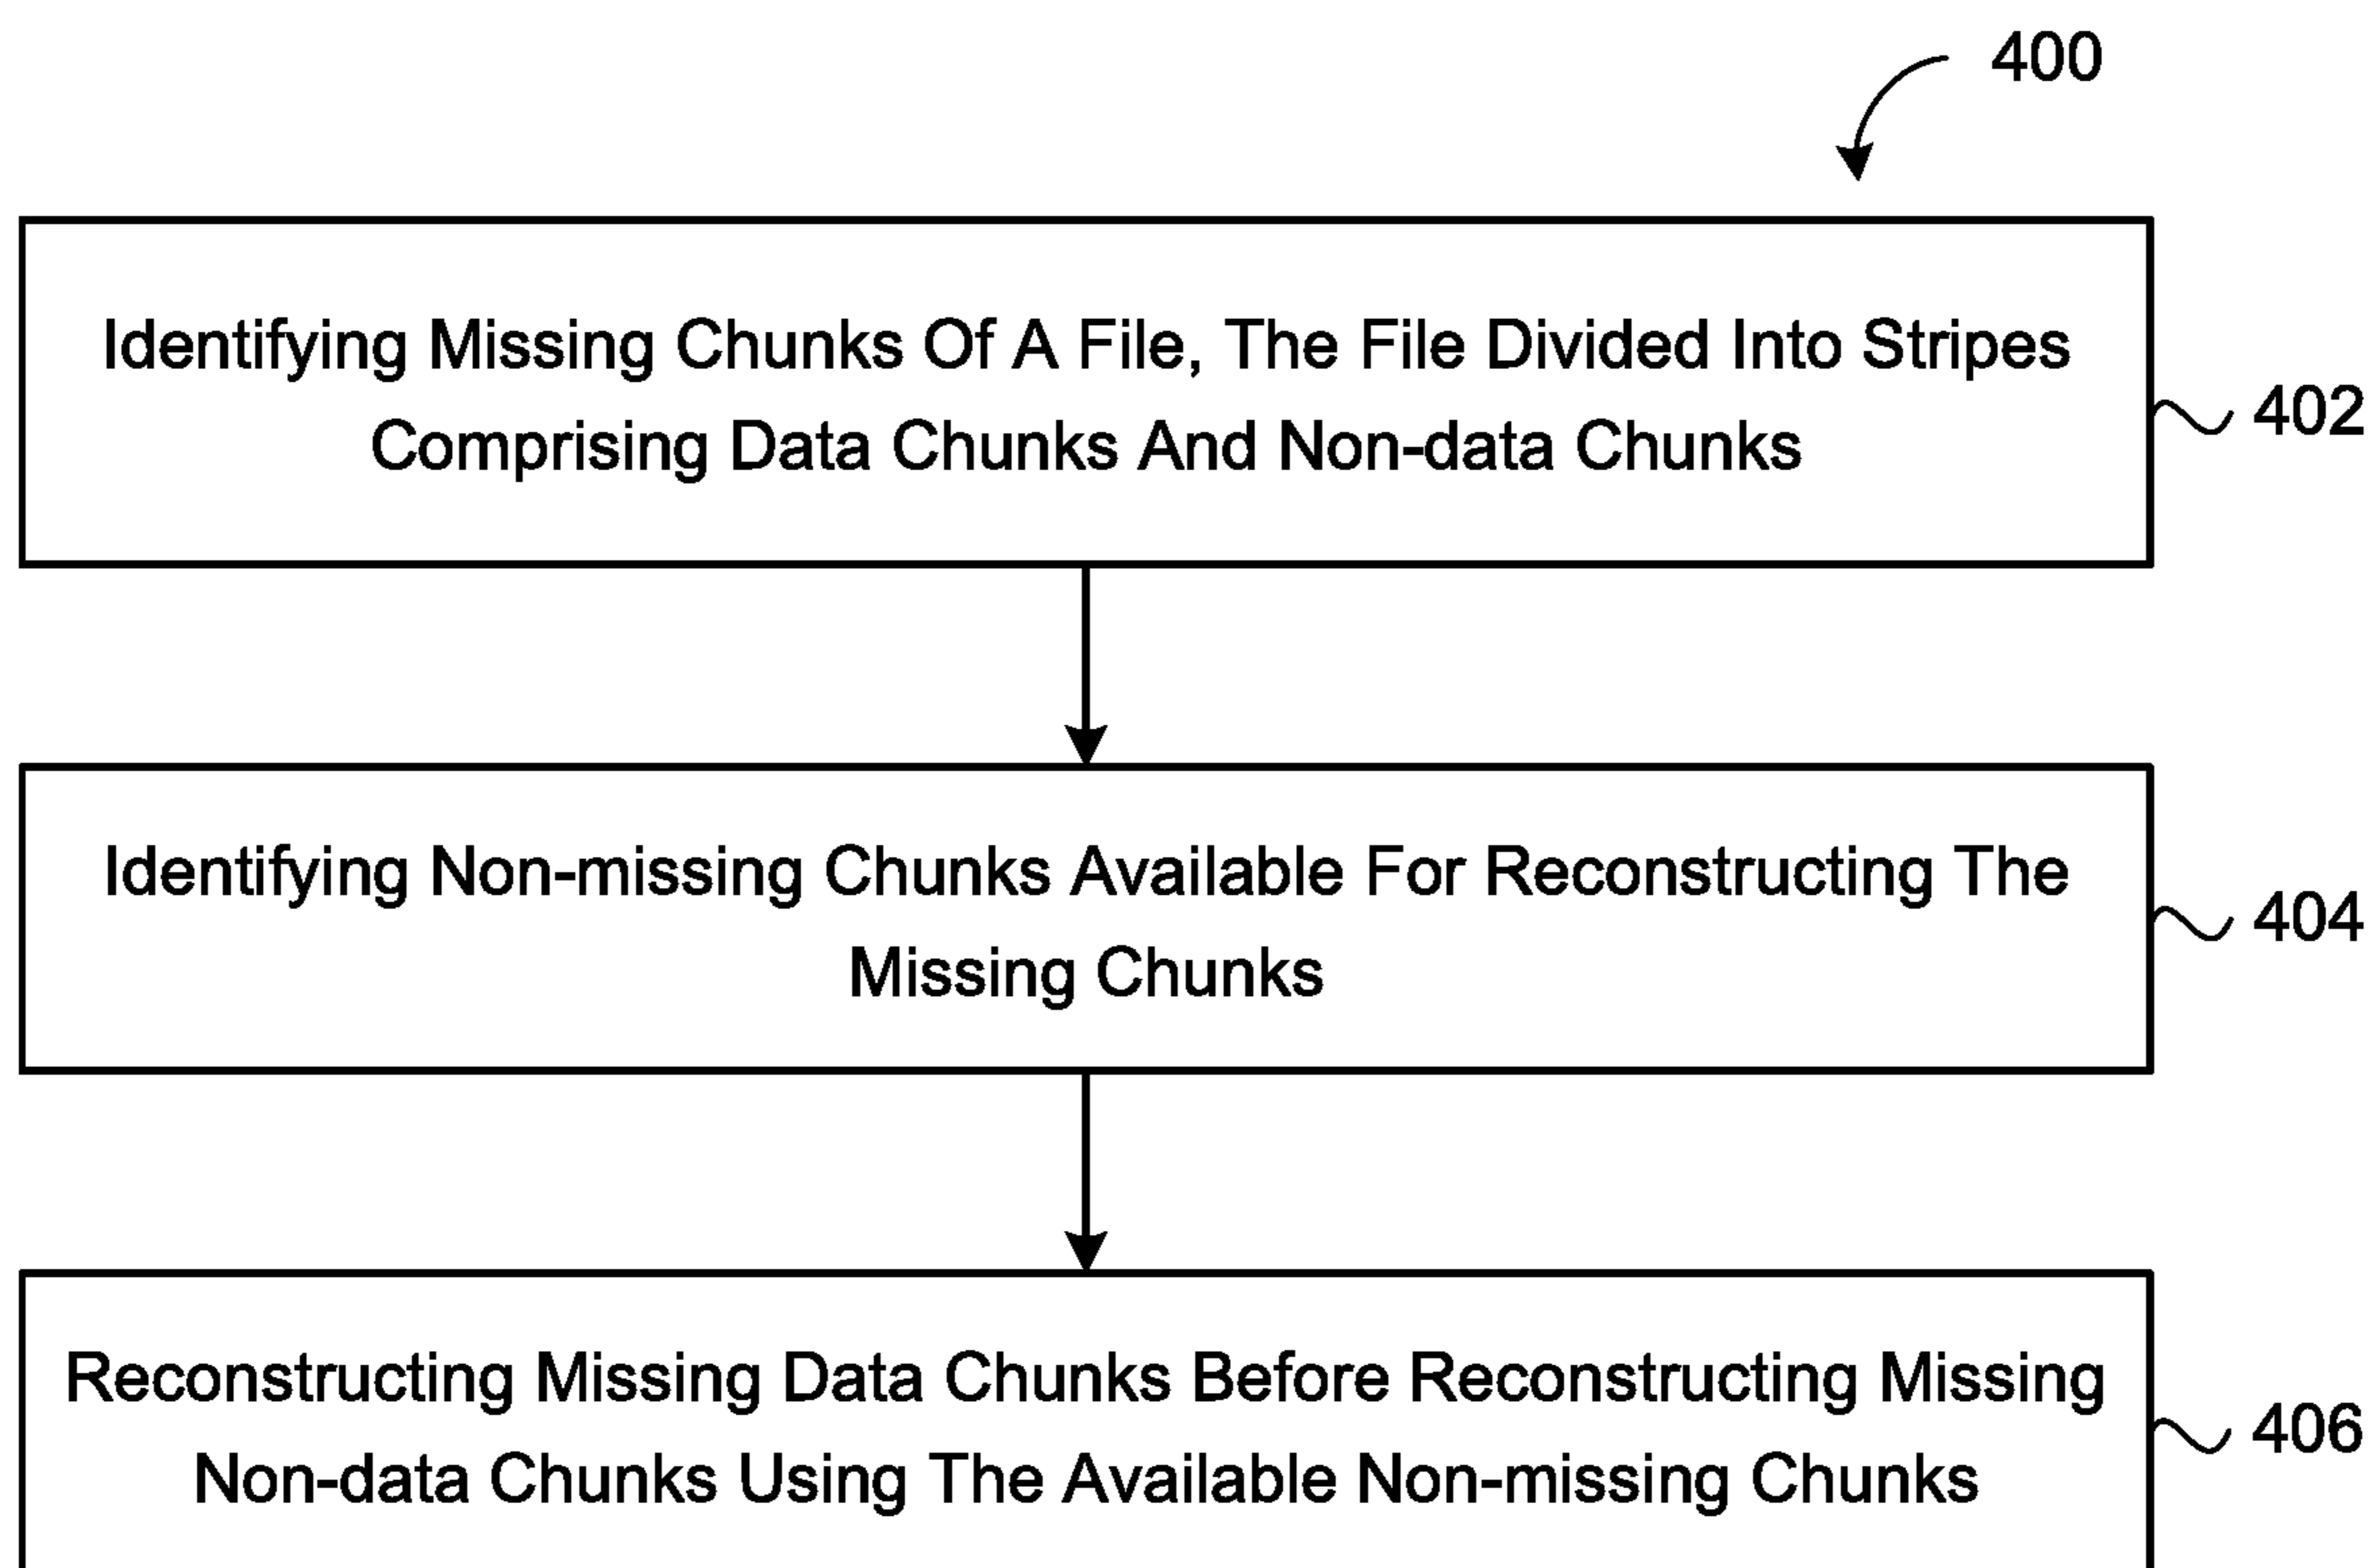 400
Identifying Missing Chunks Of A File, The File Divided Into Stripes
Comprising Data Chunks And Non-data Chunks
402
Identifying Non-missing Chunks Available For Reconstructing The
Missing Chunks
404
Reconstructing Missing Data Chunks Before Reconstructing Missing
Non-data Chunks Using The Available Non-missing Chunks
406